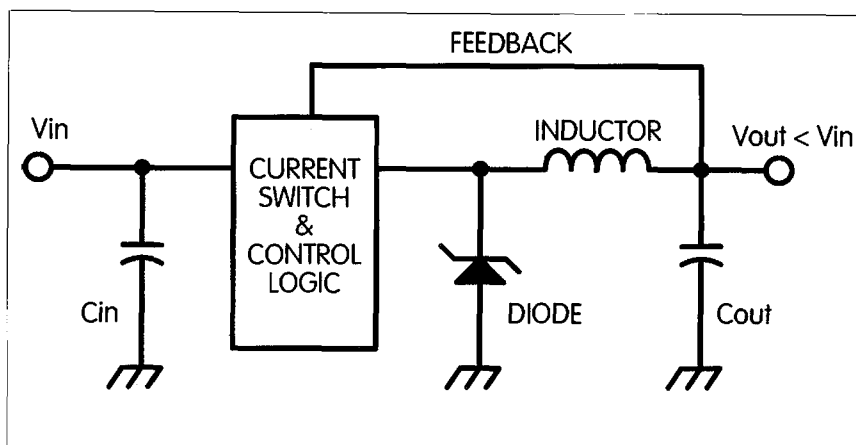 FEEDBACK
Vin
INDUCTOR
Vout < Vin
CURRENT
SWITCH
&
CONTROL
LOGIC
Cin
DIODE
Cout